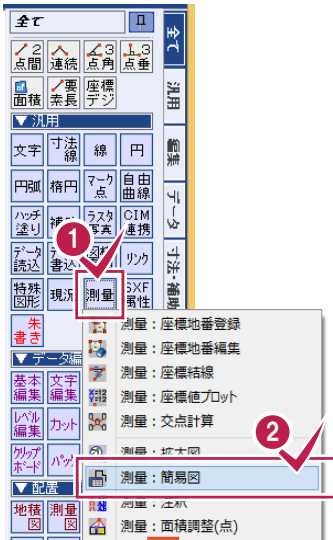 全て
2点間 連続 3点角 3点垂
面積 要素長 座標デジ
▼ 汎用
文字 寸法線 線 円
円弧 楕円 マーク点 自由曲線
ハッチ塗り 補 ラスタ写真 CIM連携
データ読込 書込 図 リンク
特殊図形 現況 測量 SXF属性
朱書き
▼ データ編
基本編集 文字編集
レベル編集 カット
クリップボード
▼ 配置
地積図 測量図
全て
汎用
編集
データ
寸法・補助
1
測量：座標地番登録
測量：座標地番編集
測量：座標結線
測量：座標値プロット
測量：交点計算
2
測量：拡大図
測量：簡易図
測量：注釈
測量：面積調整(点)